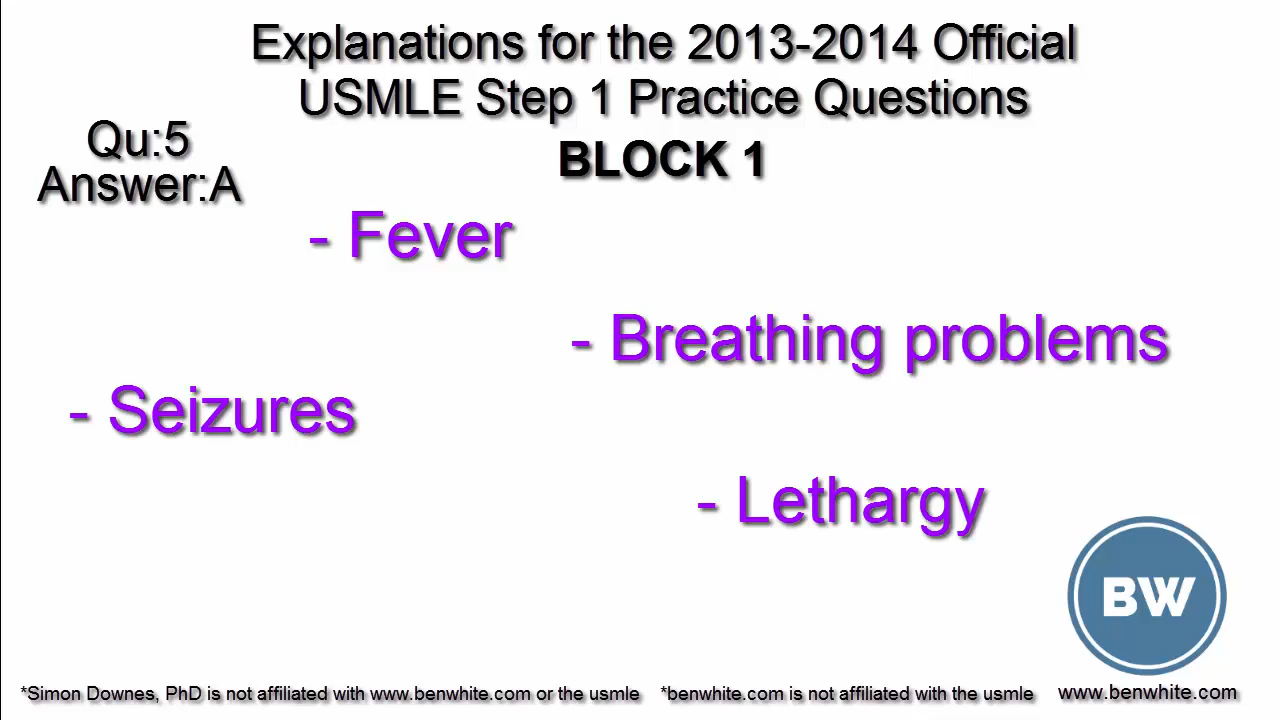 Explanations for the 2013-2014 Official
USMLE Step 1 Practice Questions
BLOCK 1
Qu:5
Answer:A
- Fever
- Breathing problems
- Seizures
- Lethargy
BW
*Simon Downes, PhD is not affiliated with www.benwhite.com or the usmle
*benwhite.com is not affiliated with the usmle
www.benwhite.com